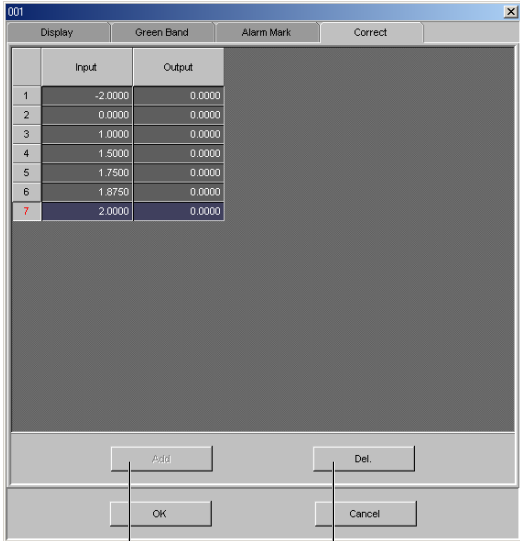 001
Display Green Band Alarm Mark Correct
Input Output
1 -2.0000 0.0000
2 0.0000 0.0000
3 1.0000 0.0000
4 1.5000 0.0000
5 1.7500 0.0000
6 1.8750 0.0000
7 2.0000 0.0000
Add Del.
OK Cancel